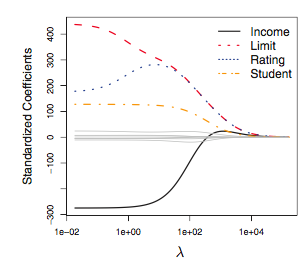 Standardized Coefficients
400
300
200
100
0
−100
−300
Income
Limit
Rating
Student
1e−02 1e+00 1e+02 1e+04
λ